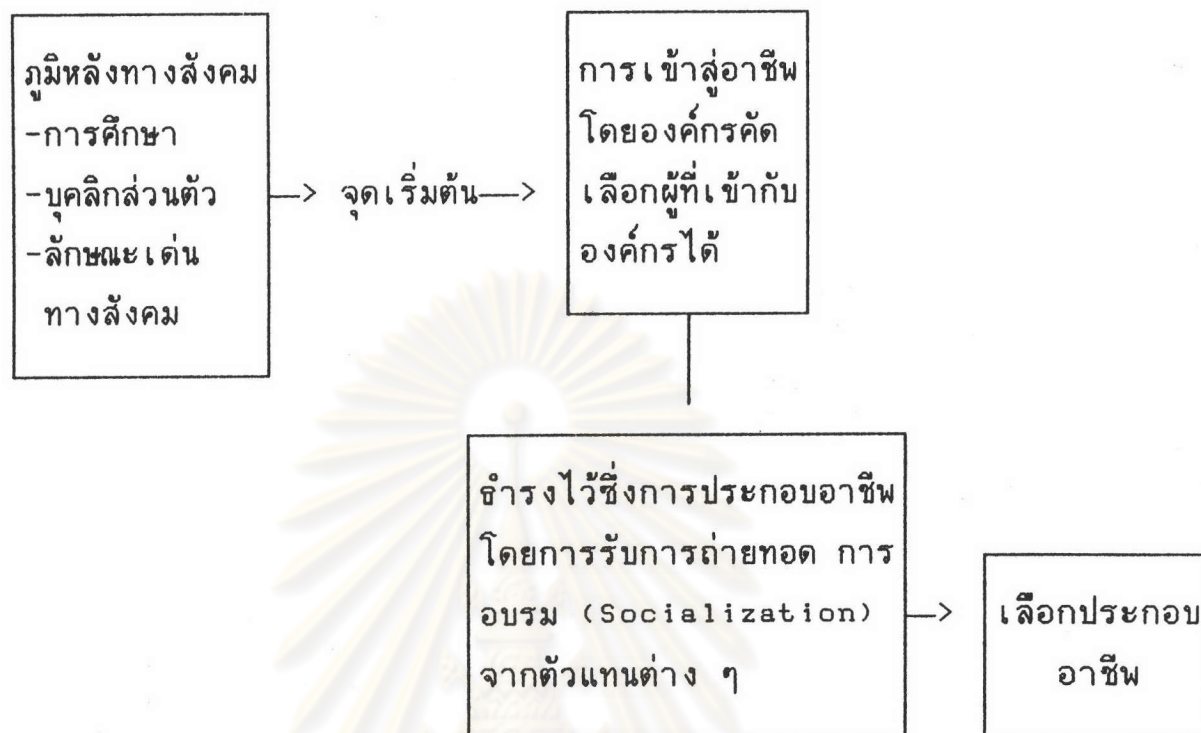 ภูมิหลังทางสังคม
-การศึกษา
-บุคลิกส่วนตัว
-ลักษณะเด่น
ทางสังคม
—> จุดเริ่มต้น—>
การเข้าสู่อาชีพ
โดยองค์กรคัด
เลือกผู้ที่เข้ากับ
องค์กรได้
ธำรงไว้ซึ่งการประกอบอาชีพ
โดยการรับการถ่ายทอด การ
อบรม (Socialization)
จากตัวแทนต่าง ๆ
—>
เลือกประกอบ
อาชีพ